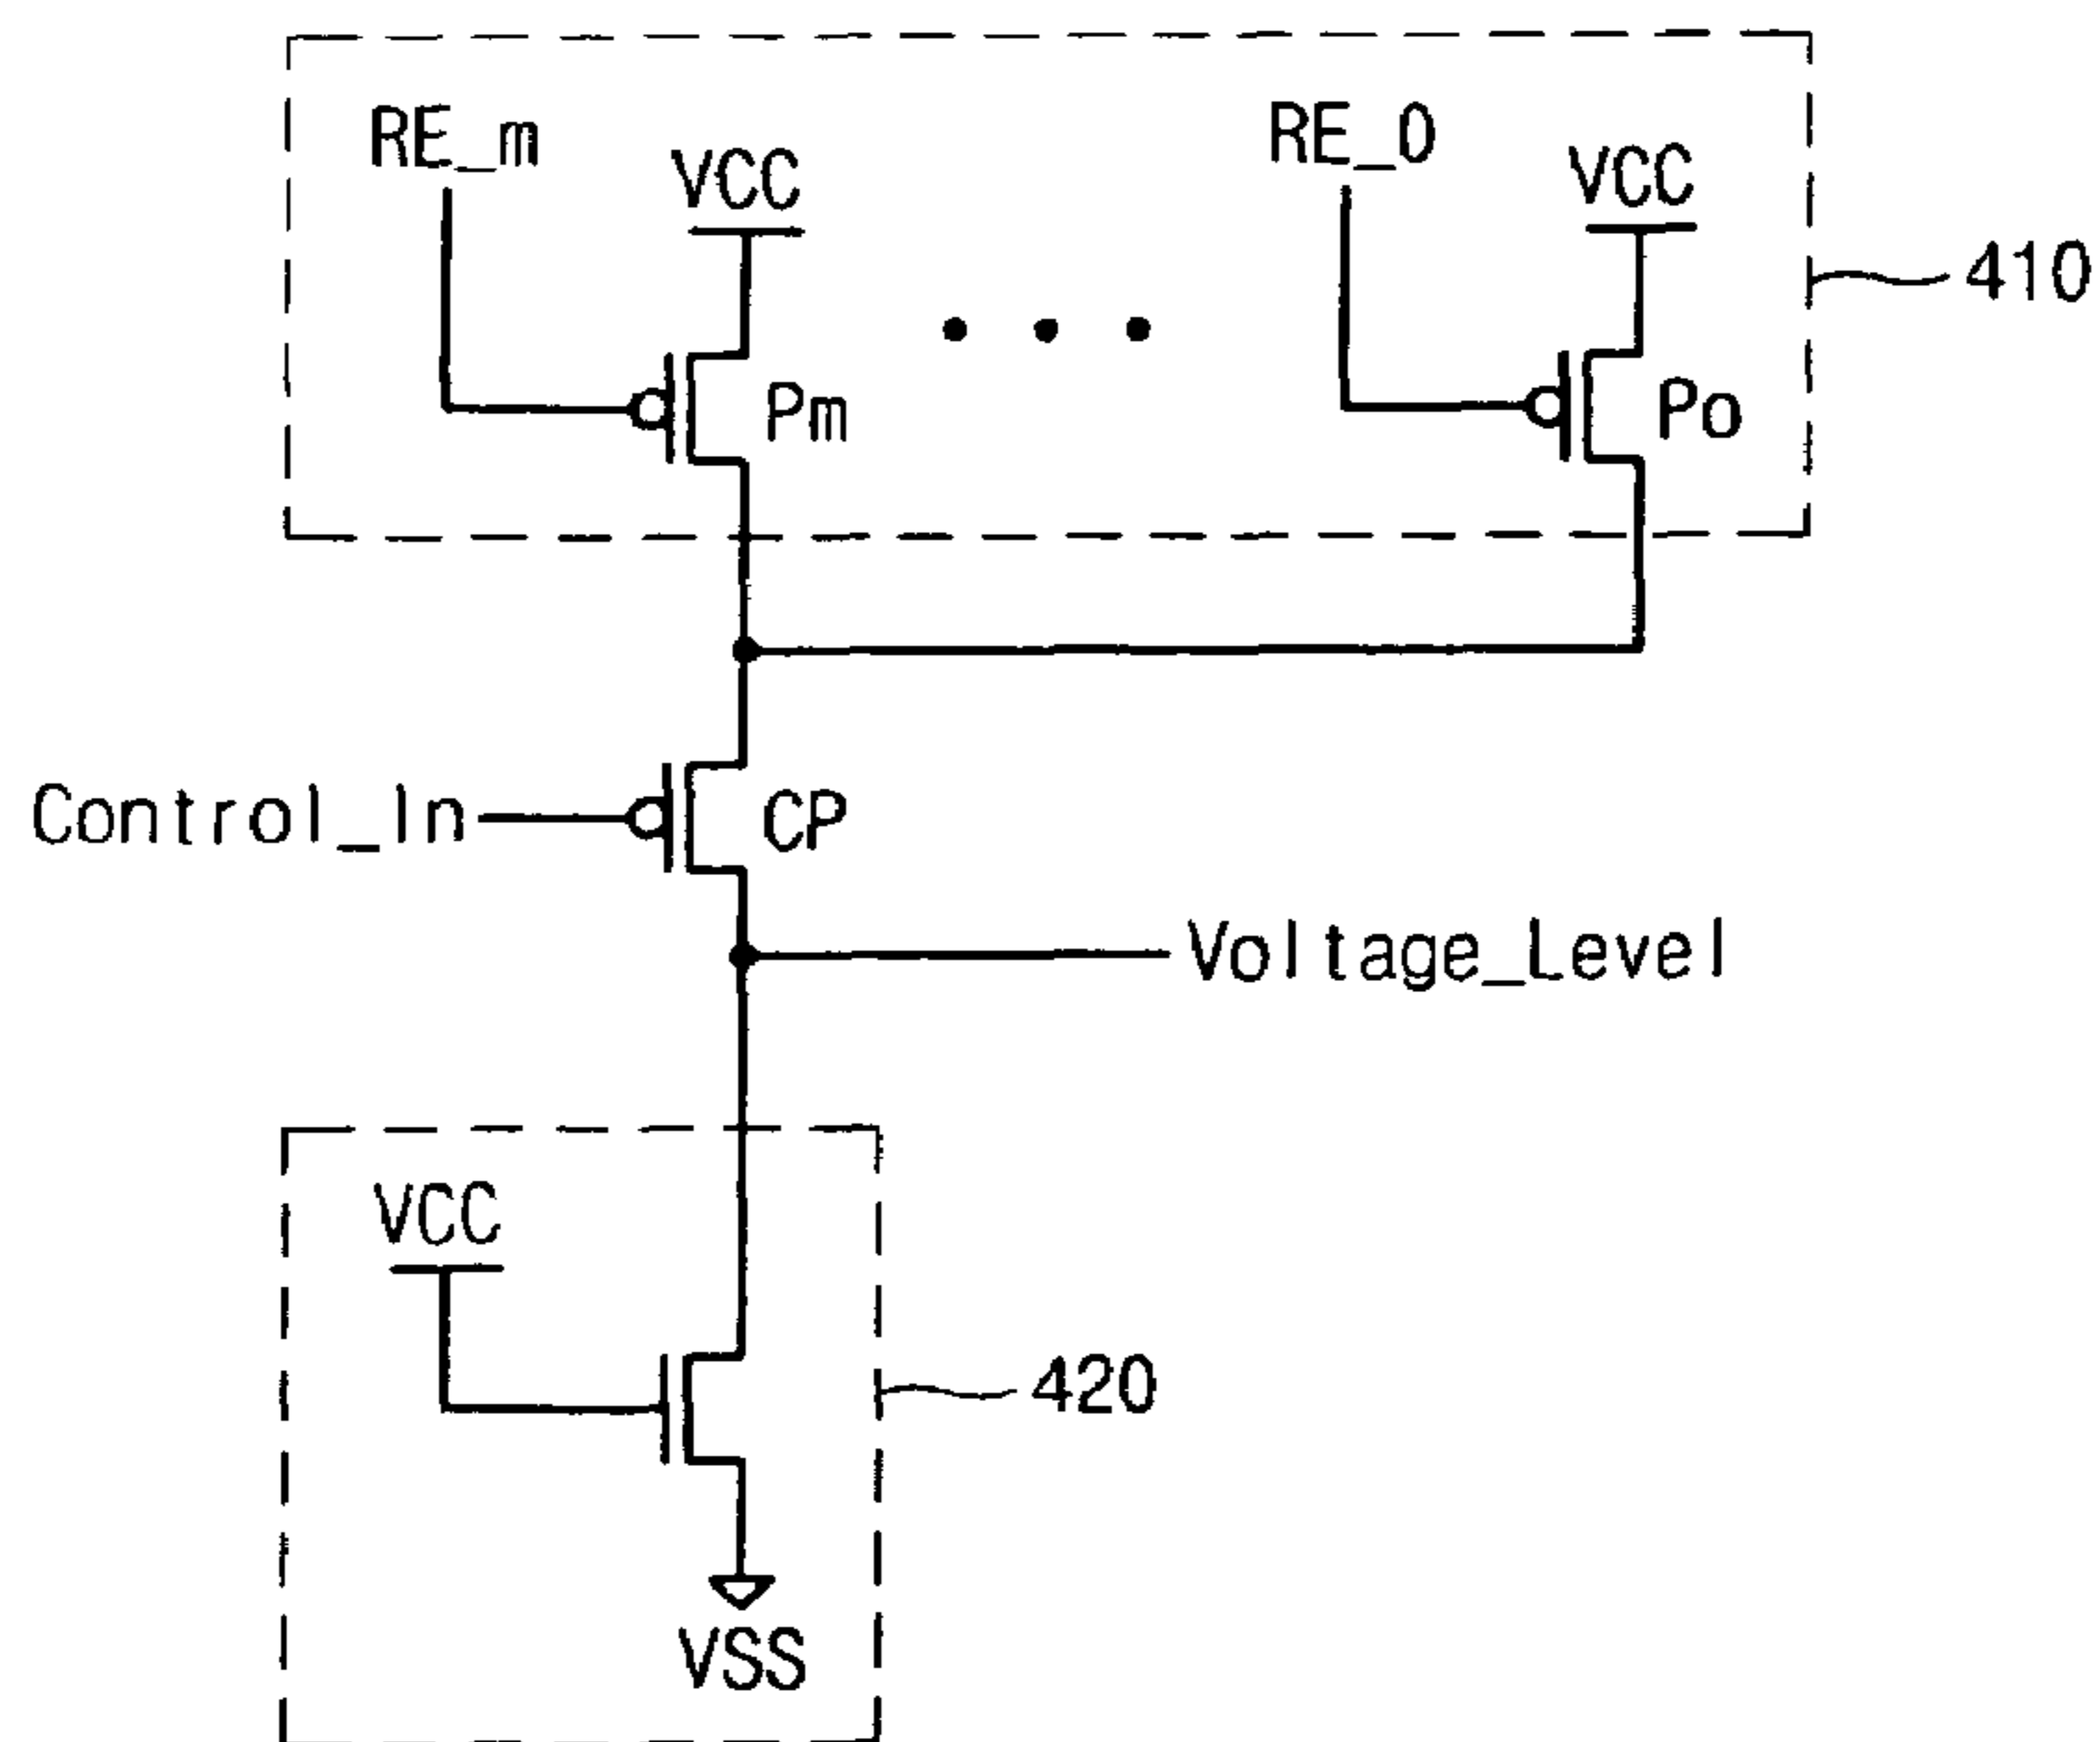 RE_m
VCC
RE_0
VCC
410
Pm
Po
Control_In
CP
Voltage_Level
VCC
420
VSS